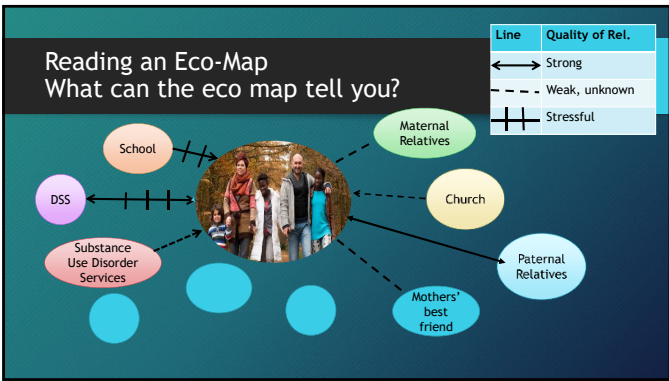 Reading an Eco-Map
What can the eco map tell you?
Line Quality of Rel.
Strong
Weak, unknown
Stressful
School
Maternal
Relatives
DSS
Church
Substance
Use Disorder
Services
Paternal
Relatives
Mothers’
best
friend